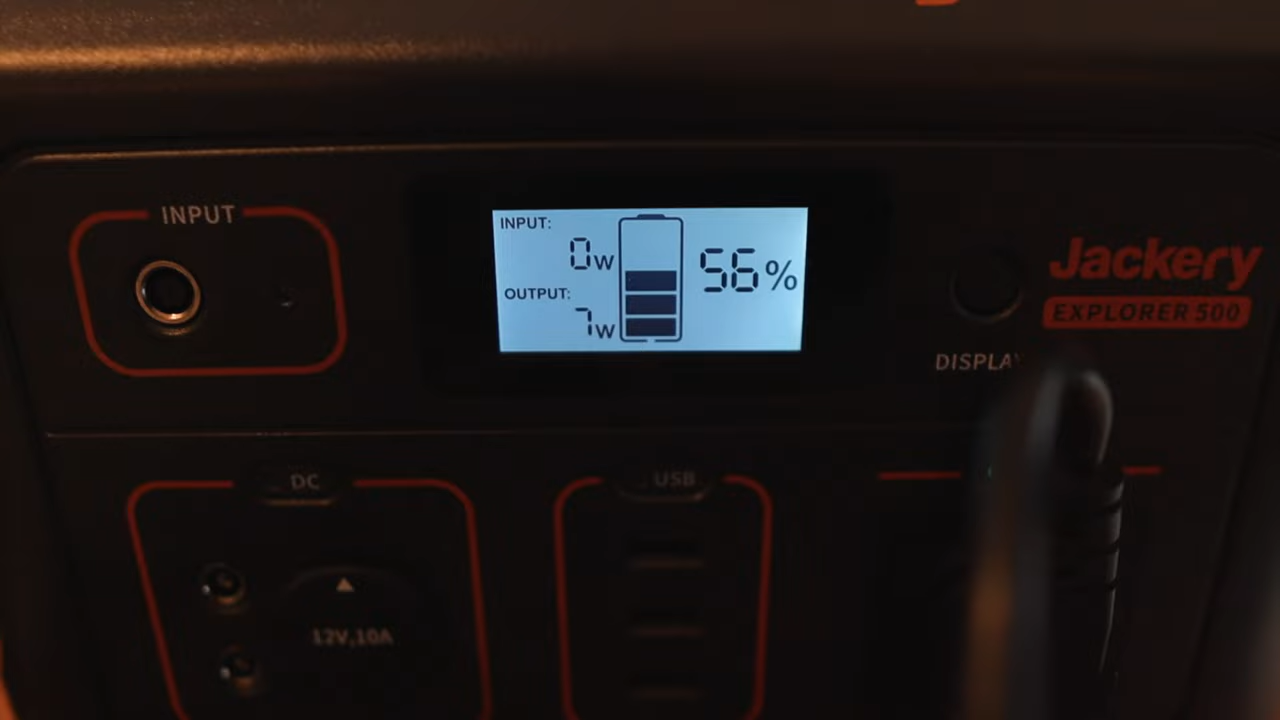 INPUT
INPUT:
0w
OUTPUT:
7w
56%
Jackery
EXPLORER 500
DISPLAY
DC
USB
12V,10A